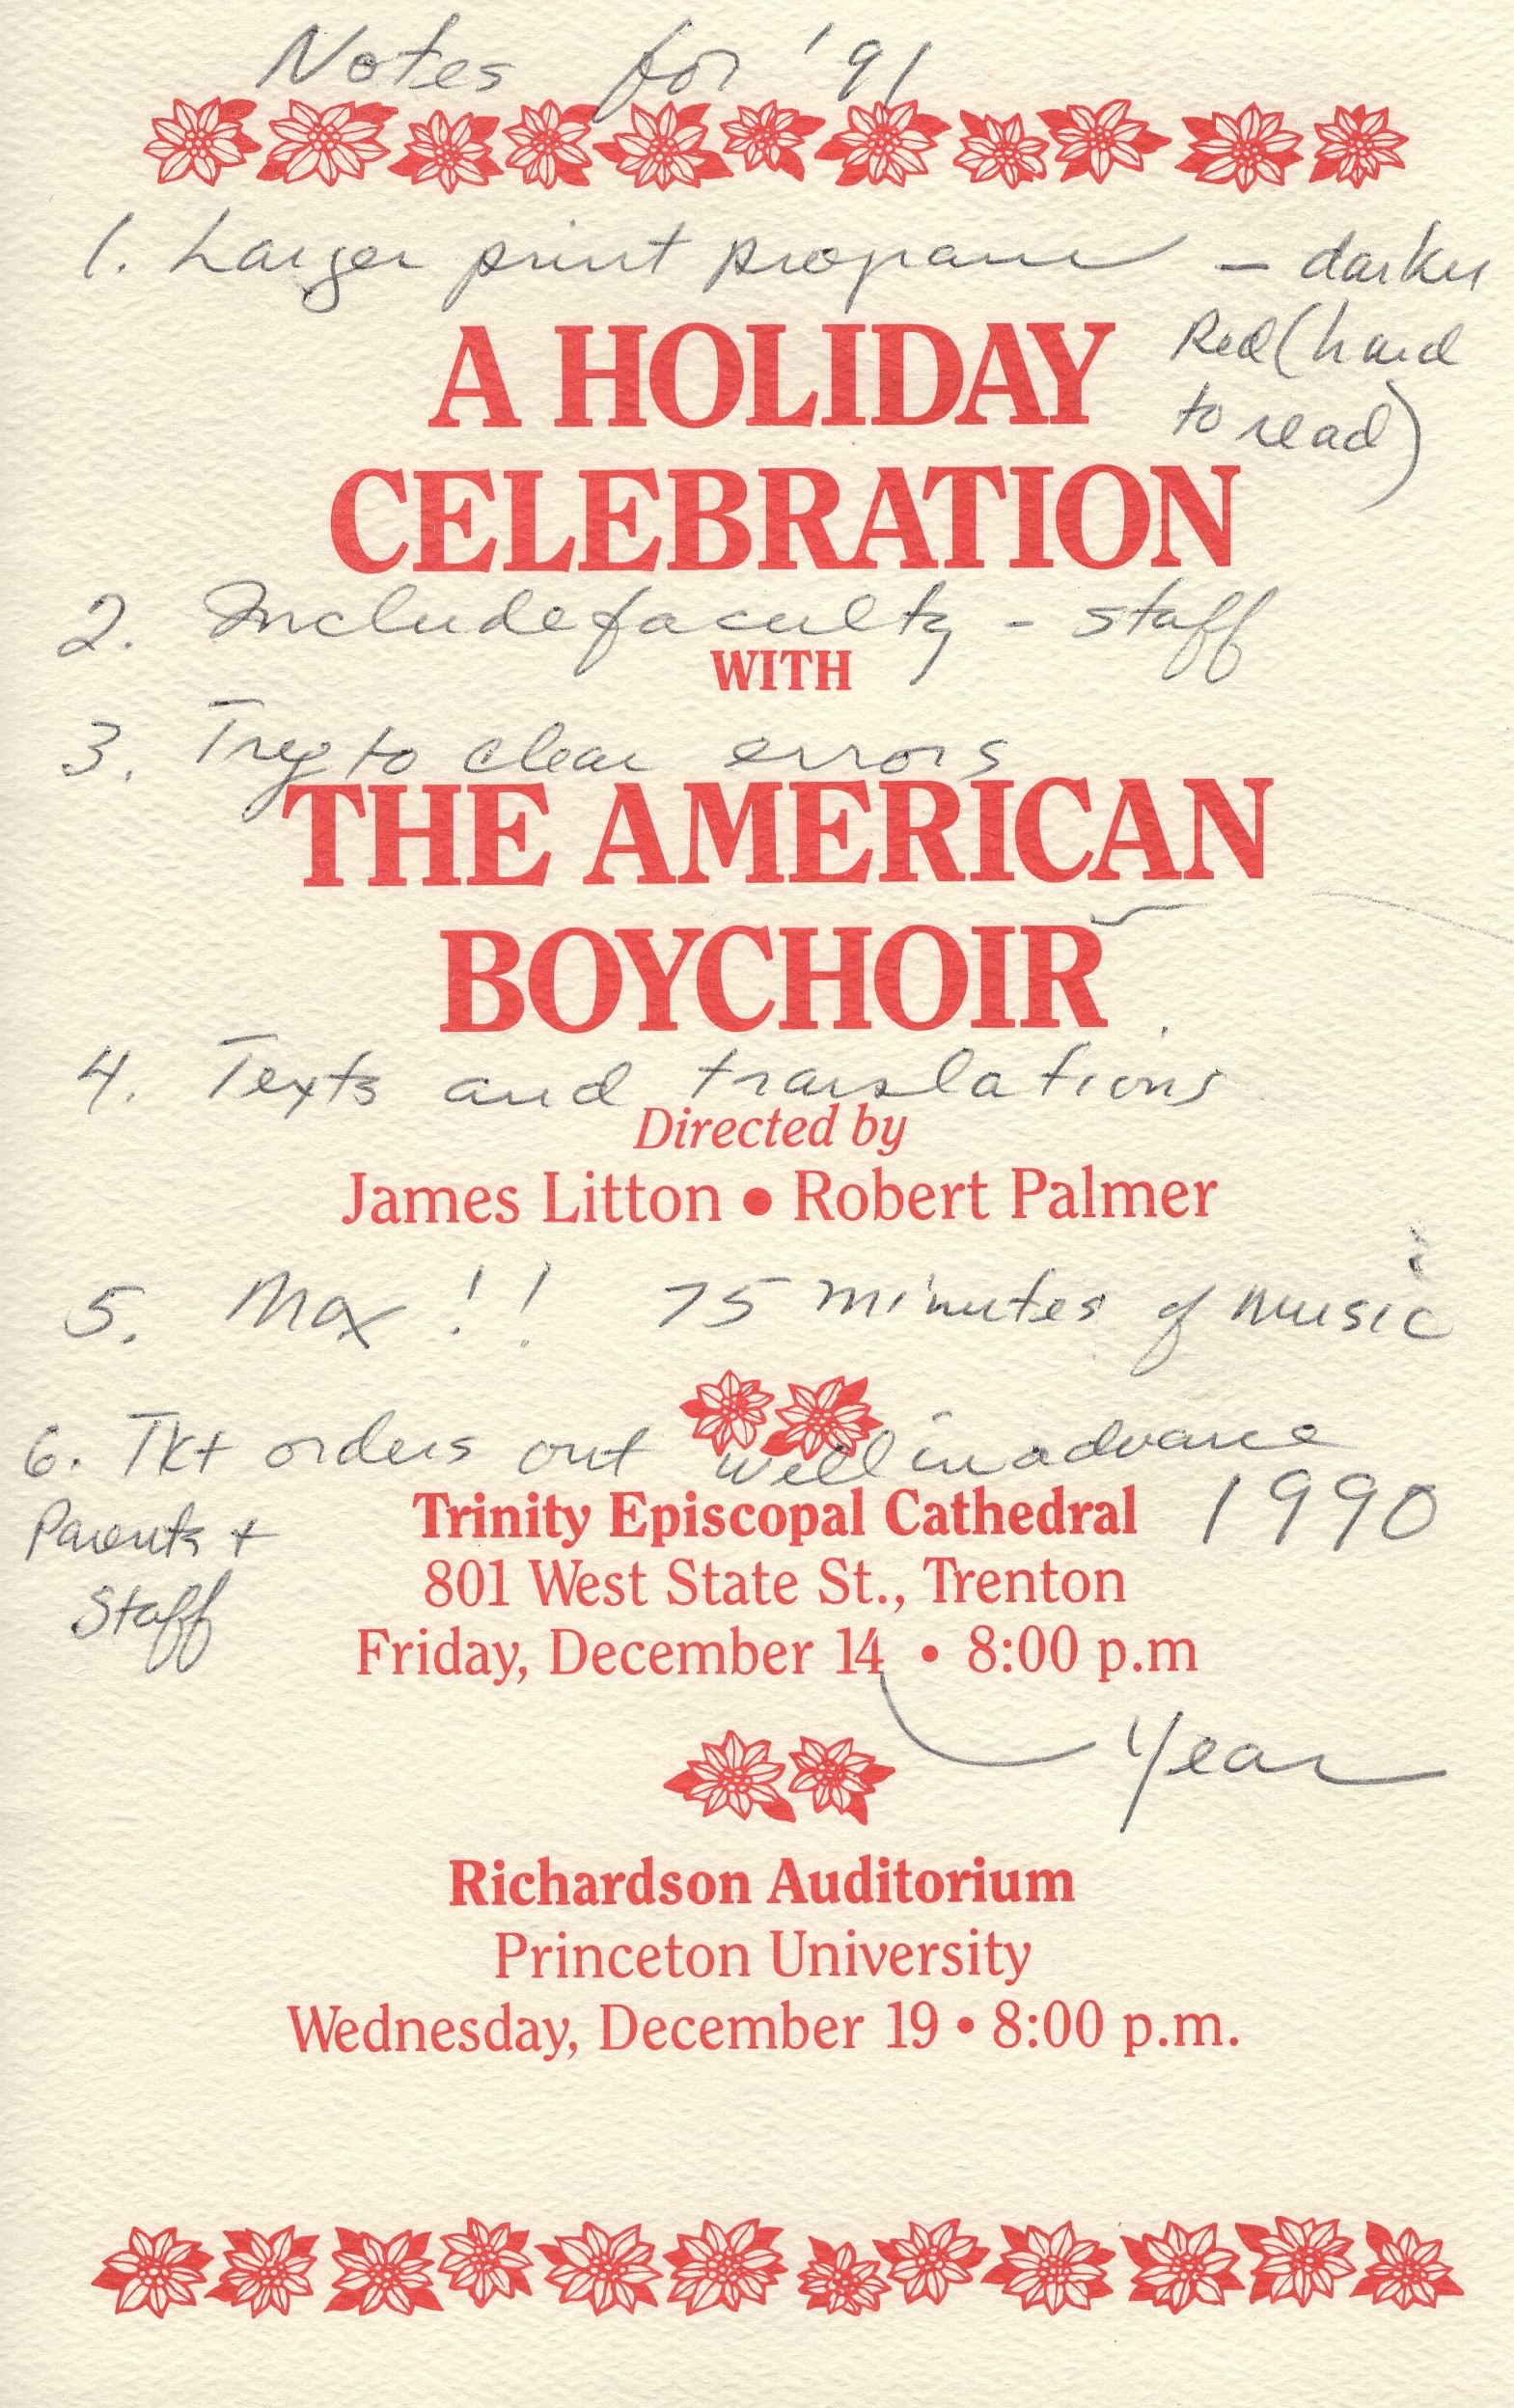 Notes for '91
1. Larger print program — darker
Red (hard
to read)
A HOLIDAY
CELEBRATION
2. Include faculty - staff
WITH
3. Try to clear errors
THE AMERICAN
BOYCHOIR
4. Texts and translations
Directed by
James Litton • Robert Palmer
5. Max!! 75 minutes of music
6. Tkt orders out well in advance
Parents +
Staff
Trinity Episcopal Cathedral 1990
801 West State St., Trenton
Friday, December 14 • 8:00 p.m
Year
Richardson Auditorium
Princeton University
Wednesday, December 19 • 8:00 p.m.